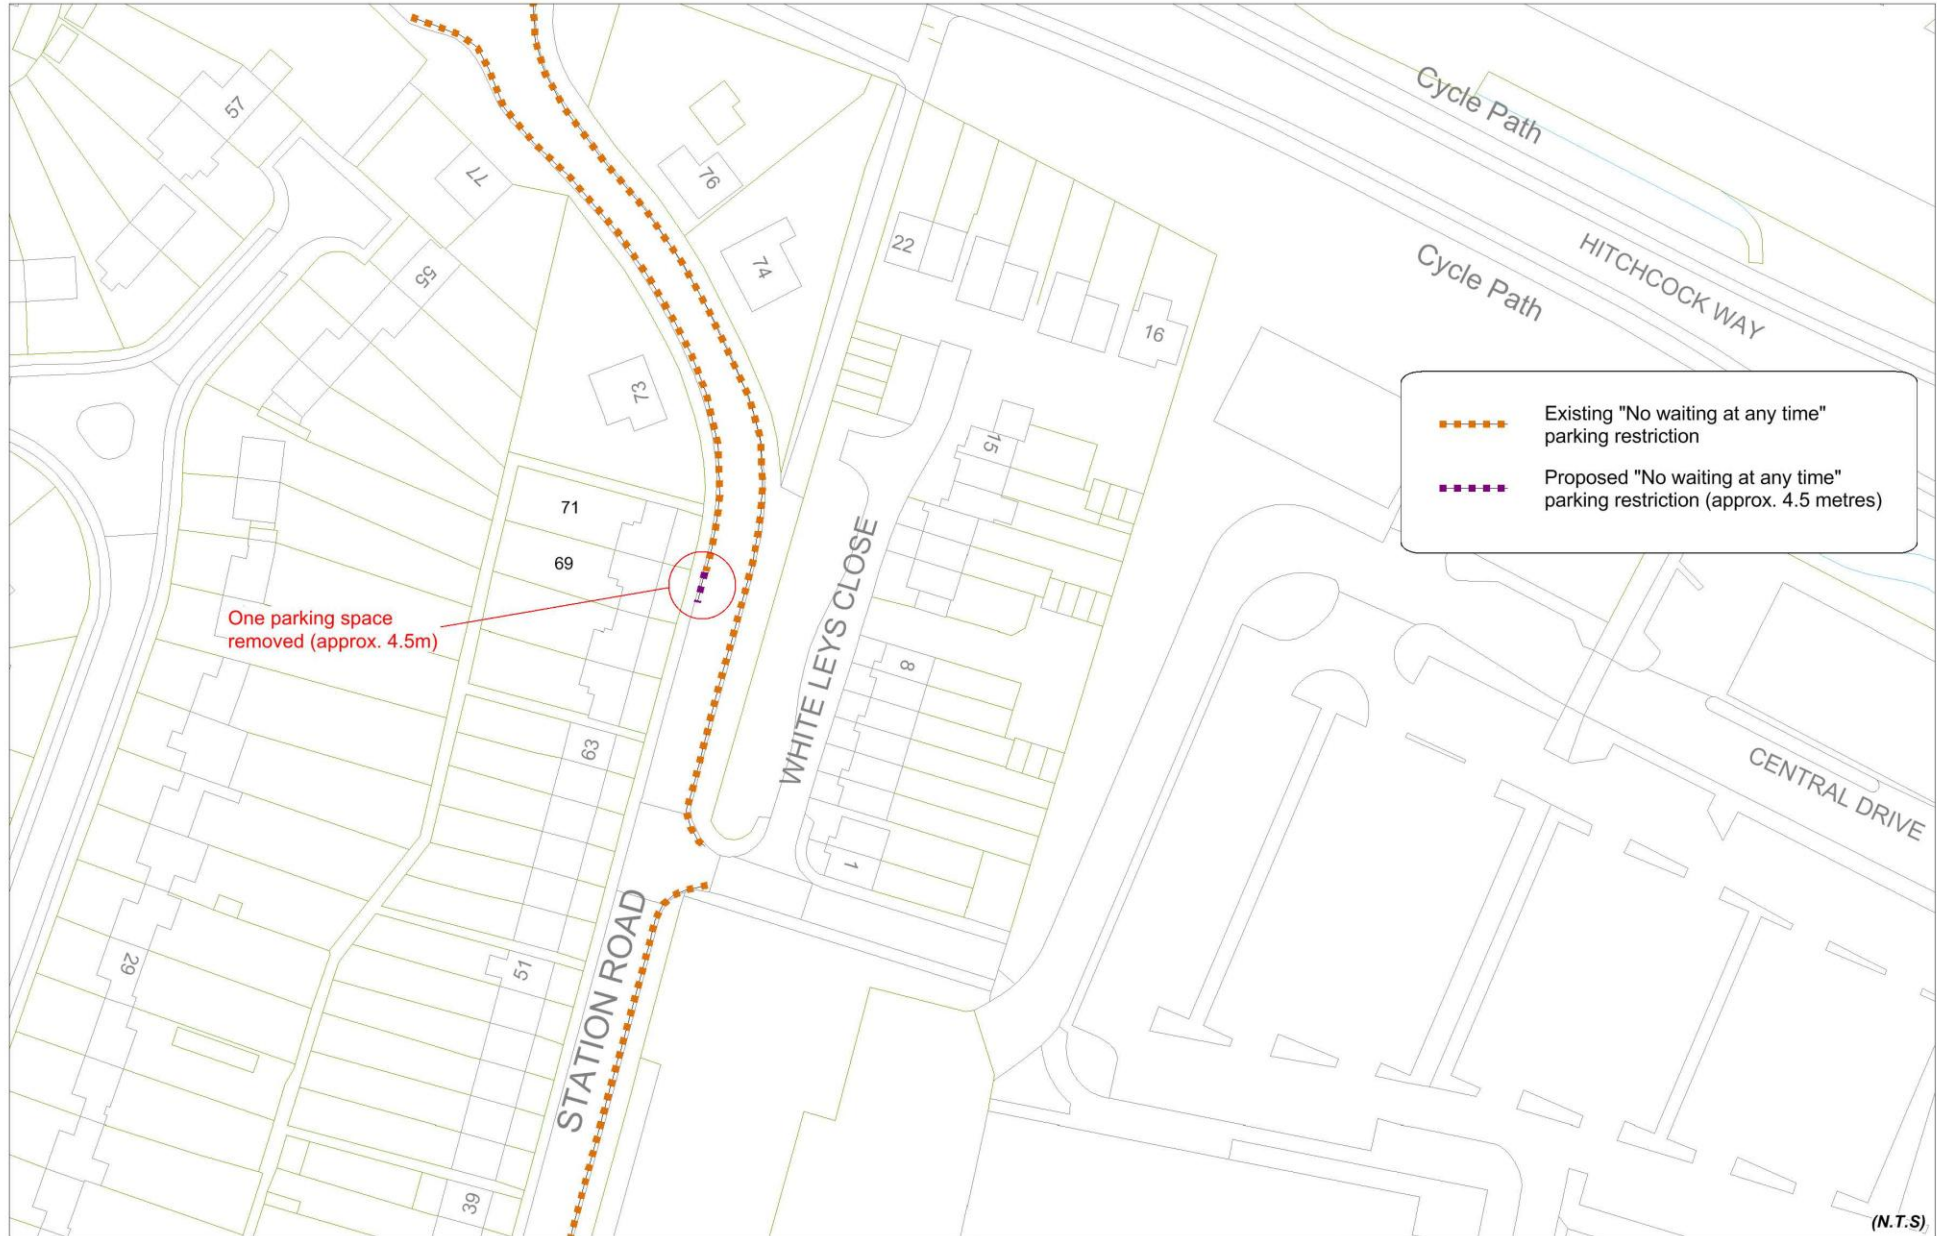 Cycle Path
57
77
76
HITCHCOCK WAY
22
74
Cycle Path
55
16
73
Existing "No waiting at any time"
parking restriction
15
Proposed "No waiting at any time"
parking restriction (approx. 4.5 metres)
71
69
WHITE LEYS CLOSE
One parking space
removed (approx. 4.5m)
8
63
CENTRAL DRIVE
1
STATION ROAD
29
51
39
(N.T.S)